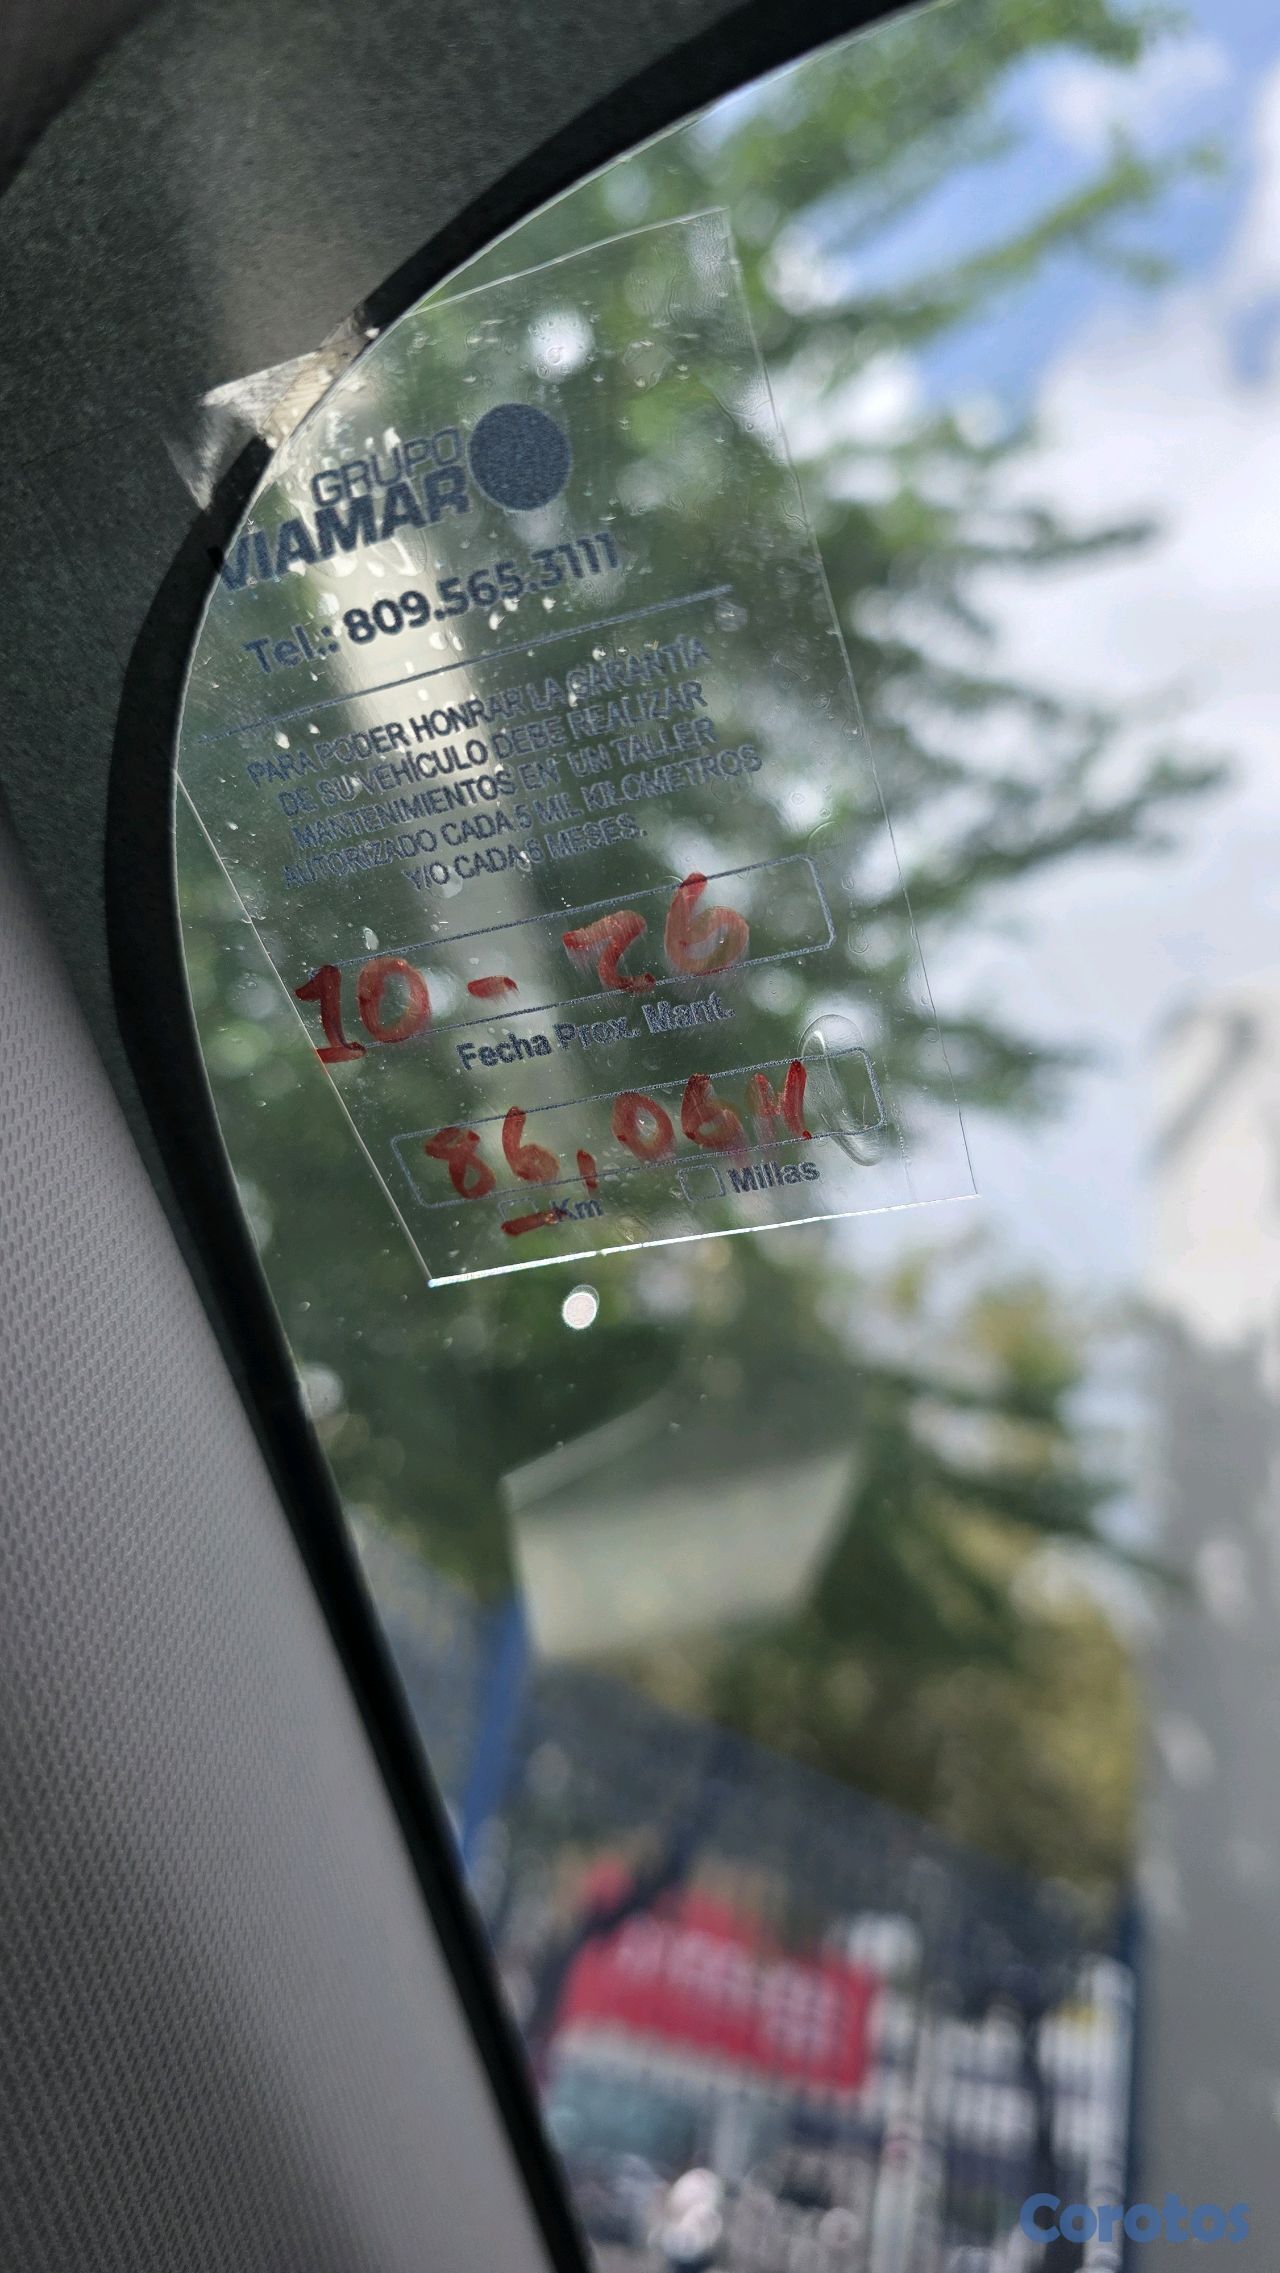 GRUPO
VIAMAR
Tel.: 809.565.3111
PARA PODER HONRAR LA GARANTÍA
DE SU VEHÍCULO DEBE REALIZAR
MANTENIMIENTOS EN UN TALLER
AUTORIZADO CADA 5 MIL KILOMETROS
Y/O CADA 6 MESES.
10 - 26
Fecha Prox. Mant.
86,064
Km Millas
Corotos